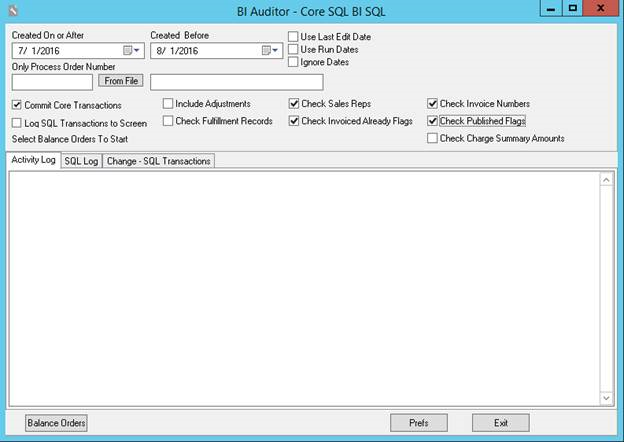 BI Auditor - Core SQL BI SQL
Created On or After
Created Before
Use Last Edit Date
7/ 1/2016
8/ 1/2016
Use Run Dates
Ignore Dates
Only Process Order Number
From File
Commit Core Transactions
Include Adjustments
Check Sales Reps
Check Invoice Numbers
Log SQL Transactions to Screen
Check Fulfillment Records
Check Invoiced Already Flags
Check Published Flags
Select Balance Orders To Start
Check Charge Summary Amounts
Activity Log
SQL Log
Change - SQL Transactions
Balance Orders
Prefs
Exit